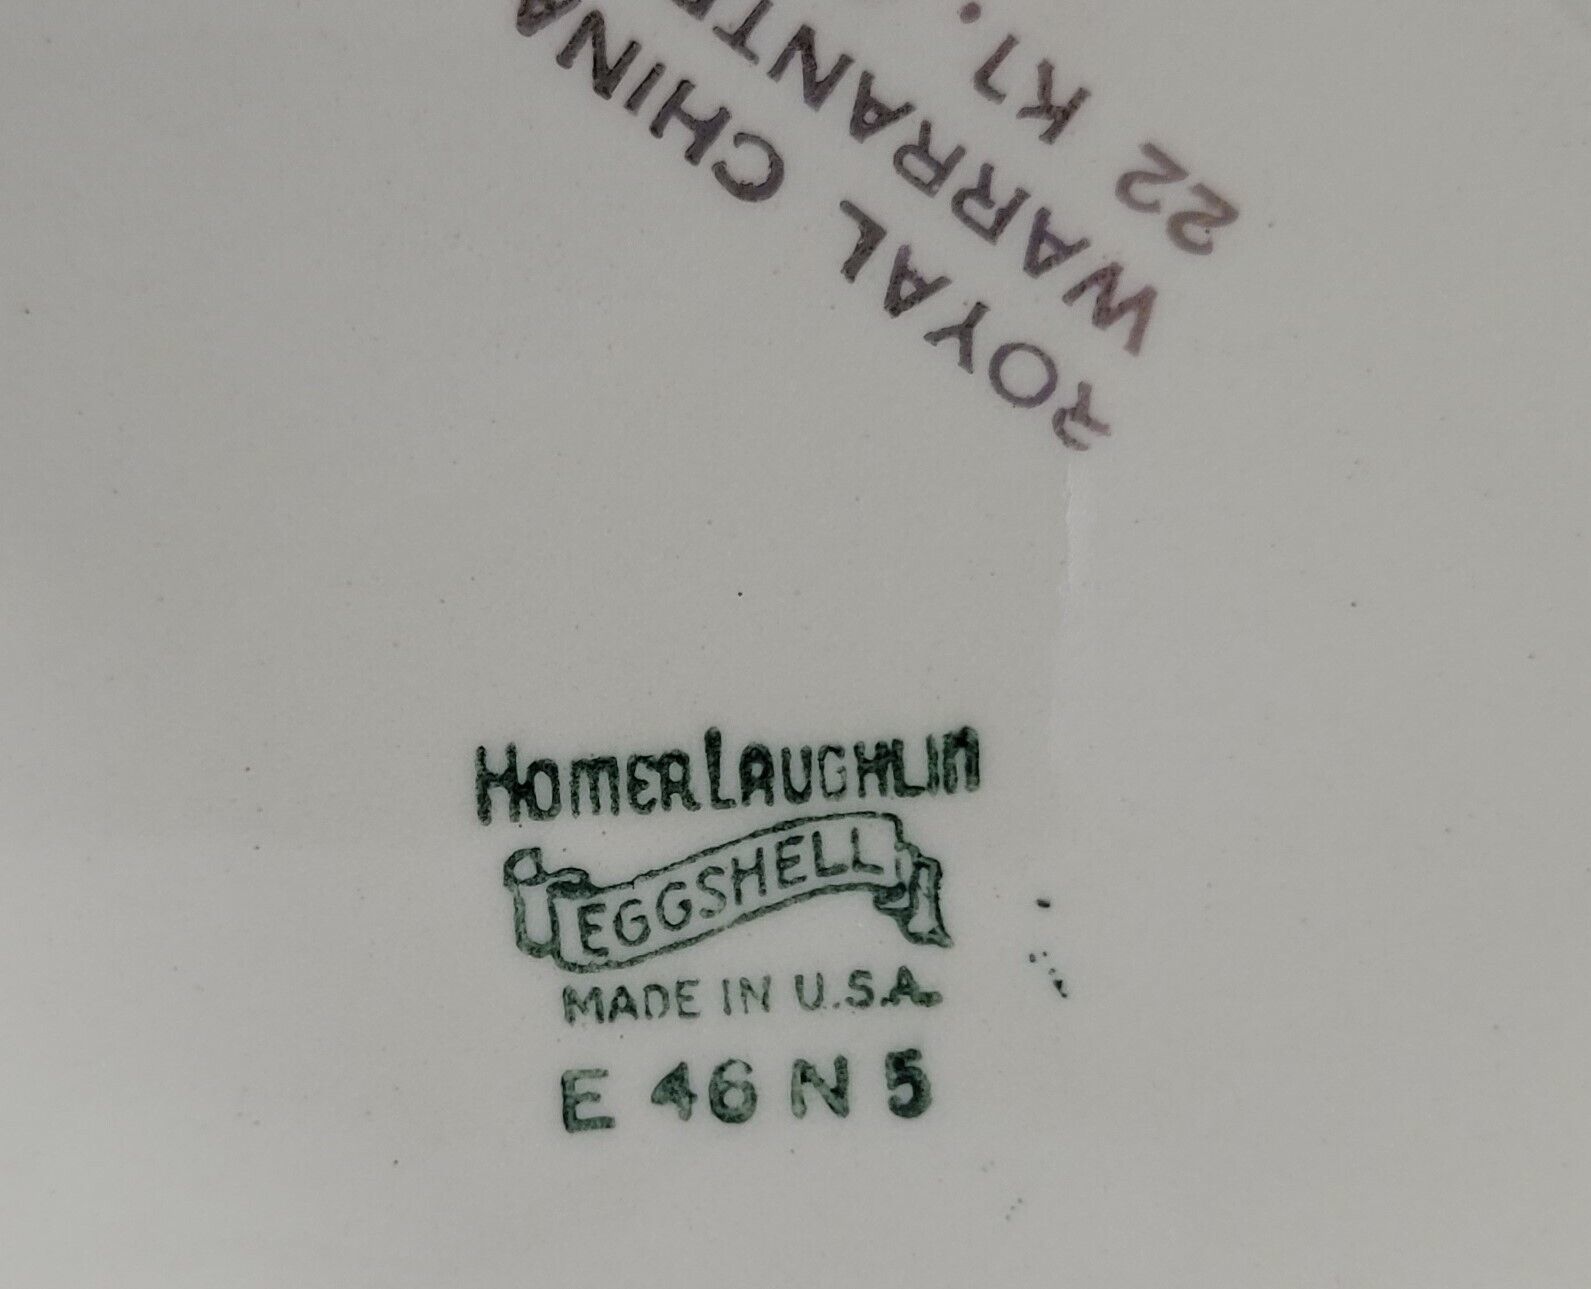 ROYAL CHINA
WARRANTE
22 KT.
HOMER LAUGHLIN
EGGSHELL
MADE IN U.S.A.
E 46 N 5